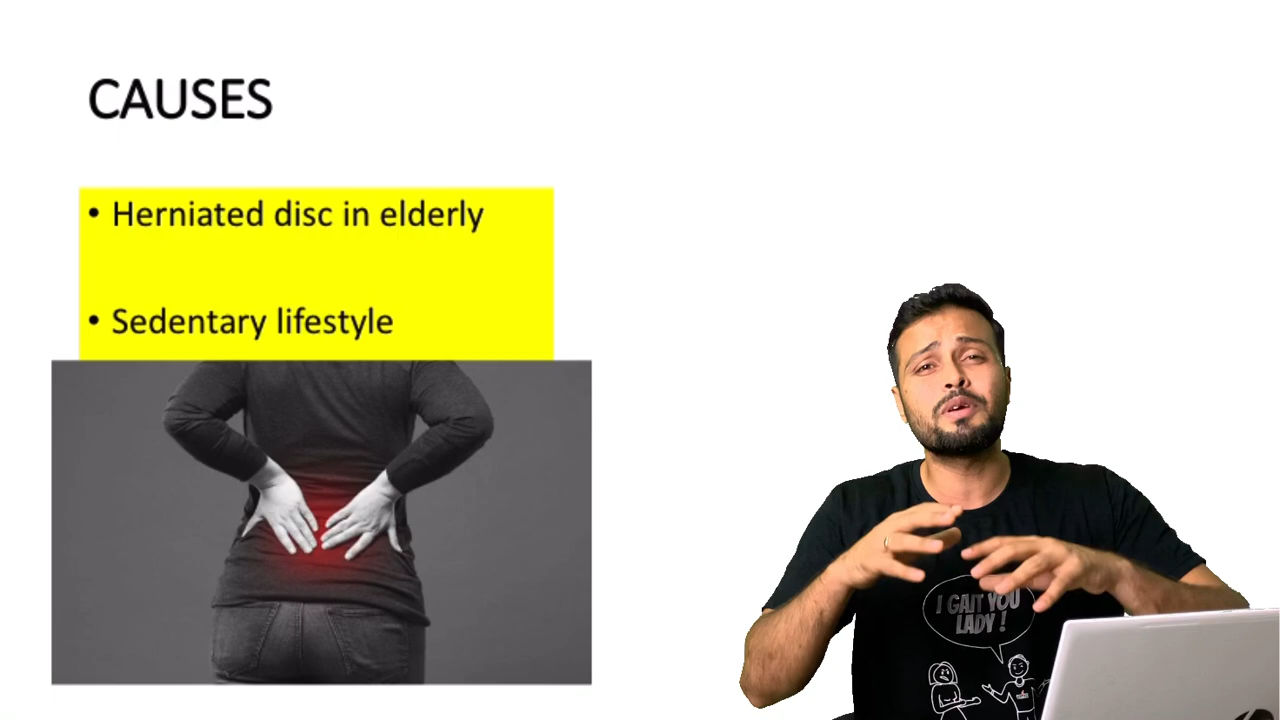 CAUSES
• Herniated disc in elderly
• Sedentary lifestyle
I GAIT YOU
LADY !